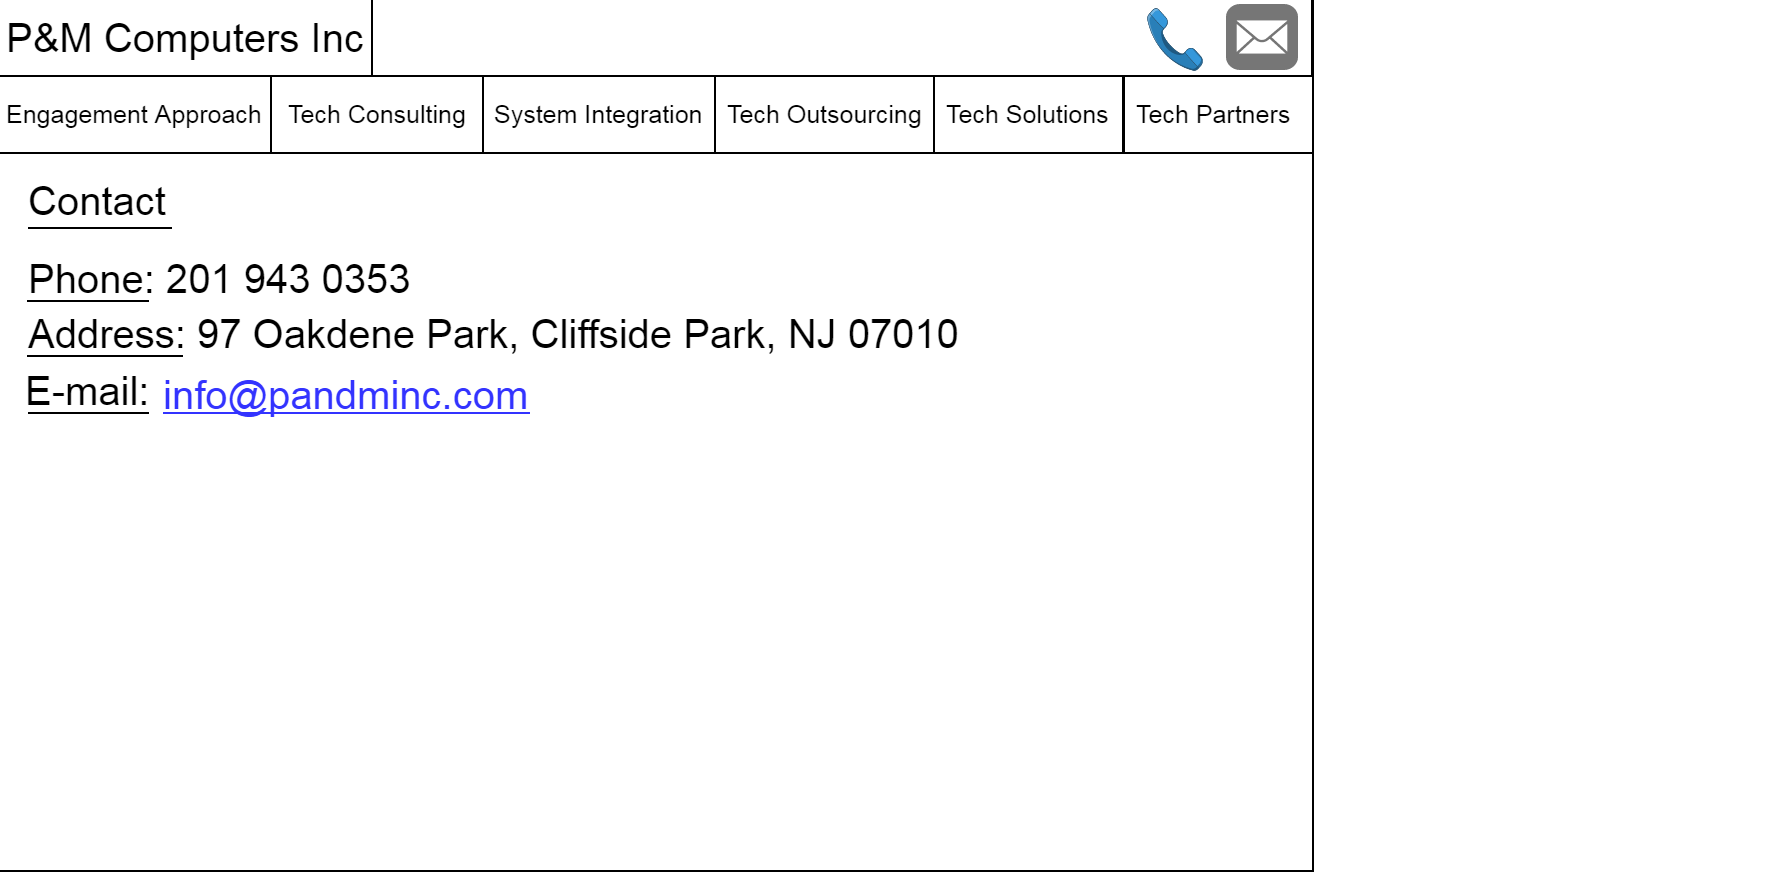 P&M Computers Inc
Engagement Approach Tech Consulting System Integration Tech Outsourcing Tech Solutions Tech Partners
Contact
Phone: 201 943 0353
Address: 97 Oakdene Park, Cliffside Park, NJ 07010
E-mail: info@pandminc.com